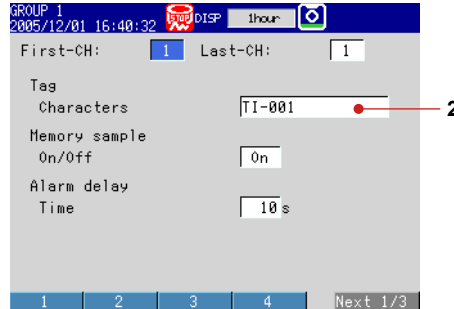 GROUP 1
2005/12/01 16:40:32 STOP DISP 1hour
First-CH: 1 Last-CH: 1
Tag
Characters TI-001 2
Memory sample
On/Off On
Alarm delay
Time 10 s
1 2 3 4 Next 1/3